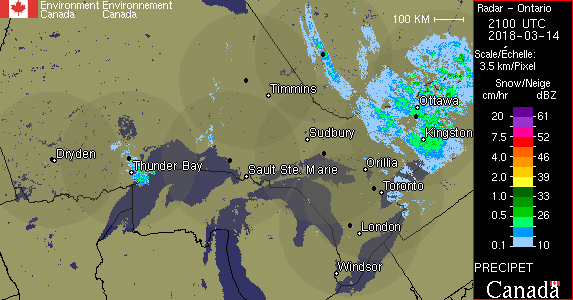 Environment Environnement
Canada Canada
100 KM
Timmins
Ottawa
Kingston
Sudbury
Dryden
Thunder Bay
Sault Ste. Marie
Orillia
Toronto
London
Windsor
Radar - Ontario
2100 UTC
2018-03-14
Scale/Échelle:
3.5 km/Pixel
Snow/Neige
cm/hr dBZ
20 61
7.5 52
4.0 46
2.0 39
1.0 33
0.5 26
0.1 10
PRECIPET
Canada